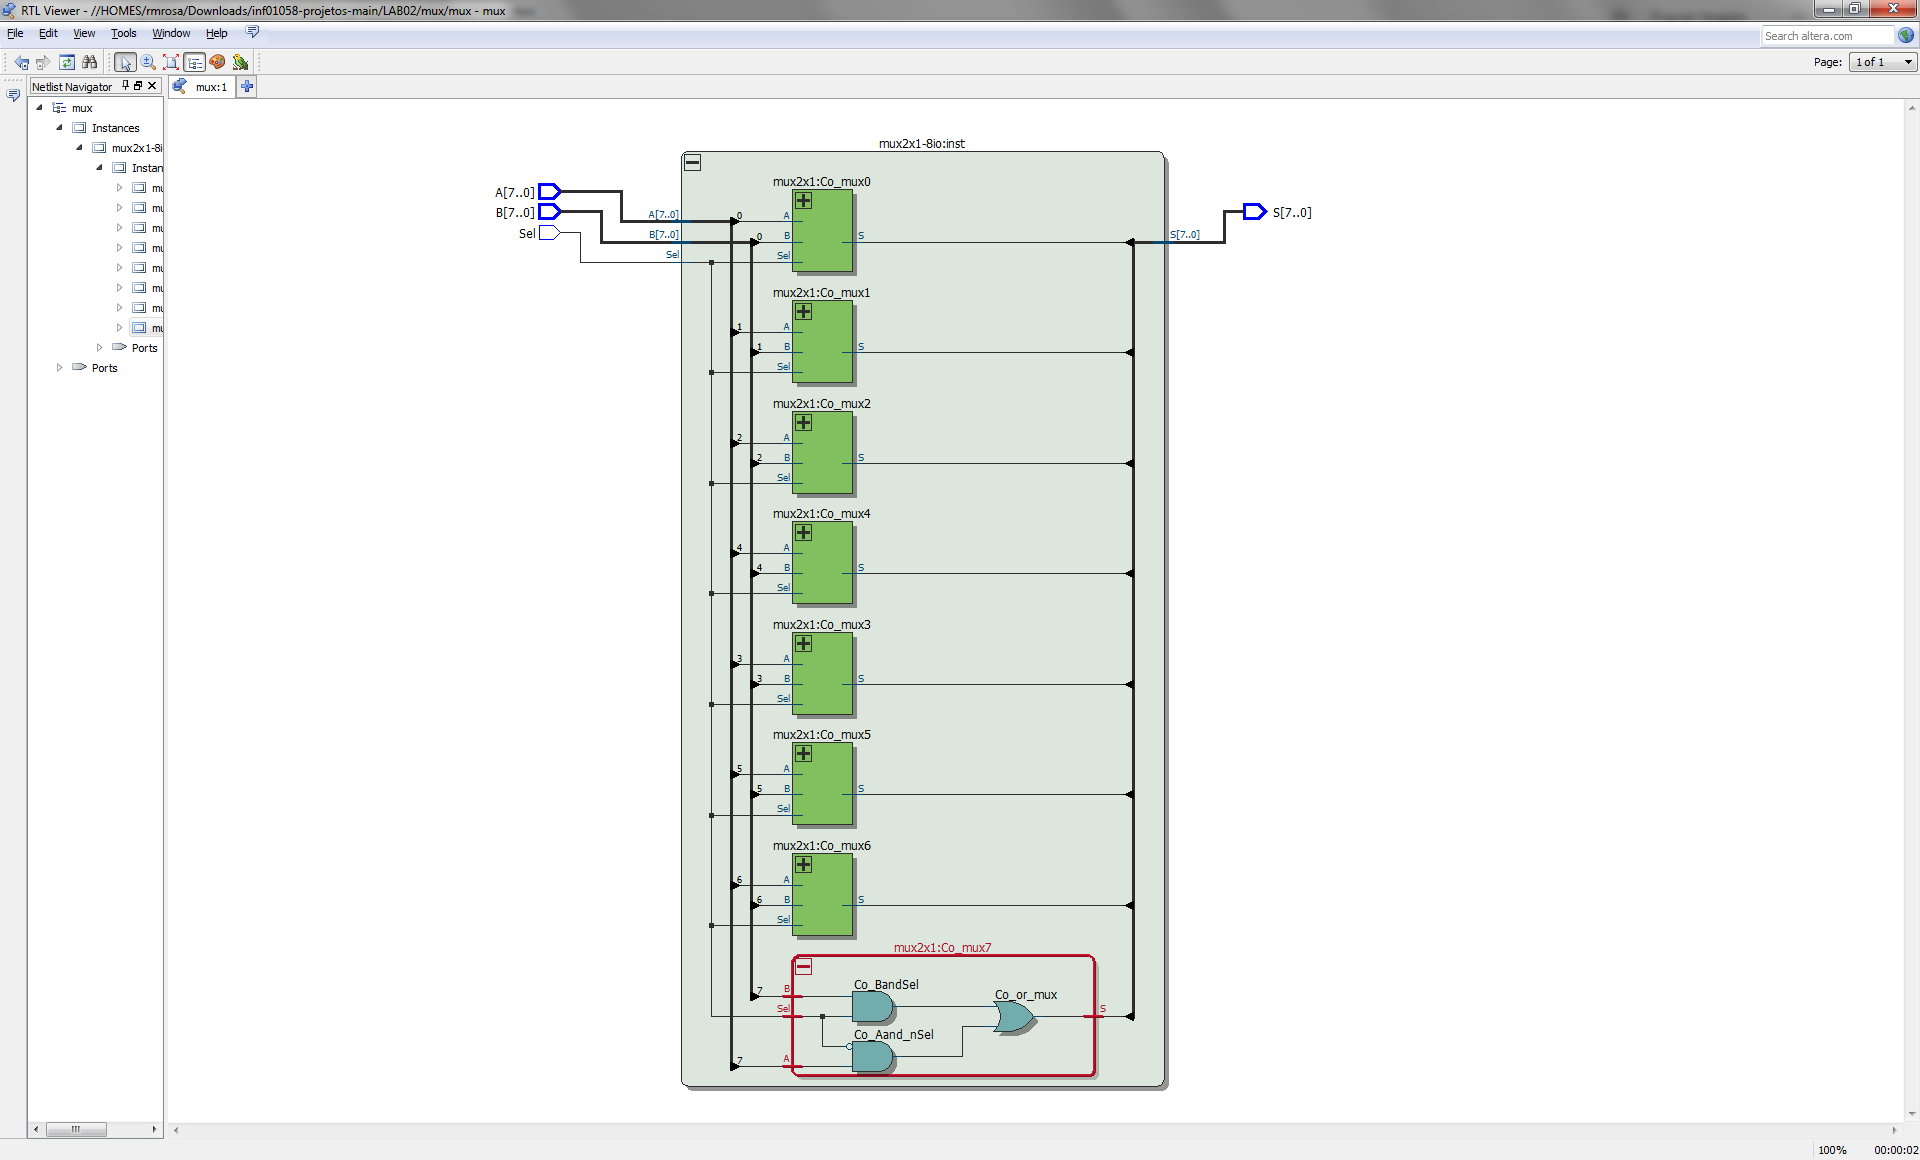 RTL Viewer - //HOMES/rmrosa/Downloads/inf01058-projetos-main/LAB02/mux/mux - mux
File Edit View Tools Window Help
Search altera.com
Page: 1 of 1
Netlist Navigator
mux:1
mux
Instances
mux2x1-8i
Instan
mu
mu
mu
mu
mu
mu
mu
mu
Ports
Ports
mux2x1-8io:inst
A[7..0]
B[7..0]
Sel
A[7..0]
B[7..0]
Sel
mux2x1:Co_mux0
0 A
0 B S
Sel
S[7..0]
S[7..0]
mux2x1:Co_mux1
1 A
1 B S
Sel
mux2x1:Co_mux2
2 A
2 B S
Sel
mux2x1:Co_mux4
4 A
4 B S
Sel
mux2x1:Co_mux3
3 A
3 B S
Sel
mux2x1:Co_mux5
5 A
5 B S
Sel
mux2x1:Co_mux6
6 A
6 B S
Sel
mux2x1:Co_mux7
Co_BandSel
7 B
Co_or_mux
Sel S
Co_Aand_nSel
7 A
100% 00:00:02